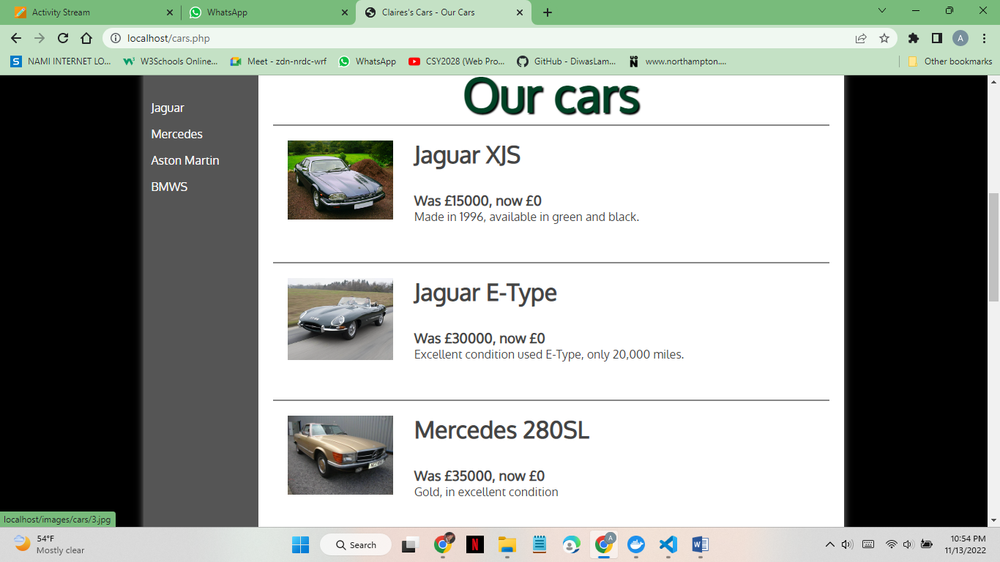 Activity Stream
WhatsApp
Claires's Cars - Our Cars
localhost/cars.php
A
NAMI INTERNET LO...
W3Schools Online...
Meet - zdn-nrdc-wrf
WhatsApp
CSY2028 (Web Pro...
GitHub - DiwasLam...
www.northampton....
Other bookmarks
Our cars
Jaguar
Mercedes
Aston Martin
BMWS
Jaguar XJS
Was £15000, now £0
Made in 1996, available in green and black.
Jaguar E-Type
Was £30000, now £0
Excellent condition used E-Type, only 20,000 miles.
Mercedes 280SL
Was £35000, now £0
Gold, in excellent condition
localhost/images/cars/3.jpg
54°F
Mostly clear
Search
10:54 PM
11/13/2022